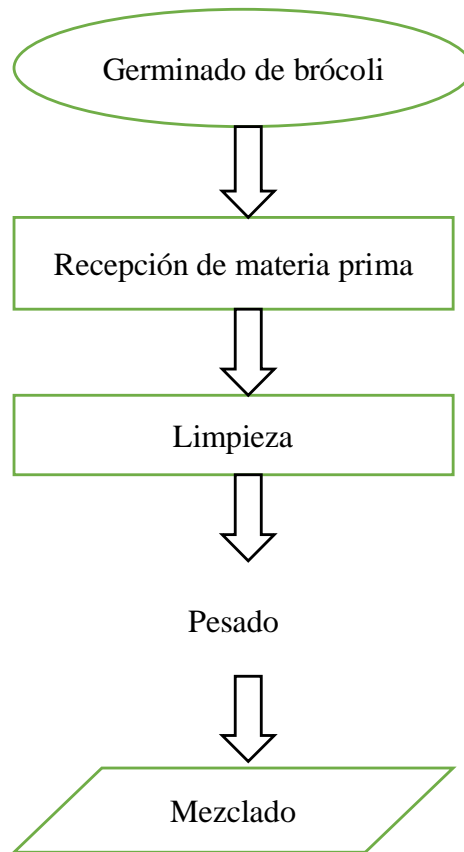 Germinado de brócoli
Recepción de materia prima
Limpieza
Pesado
Mezclado